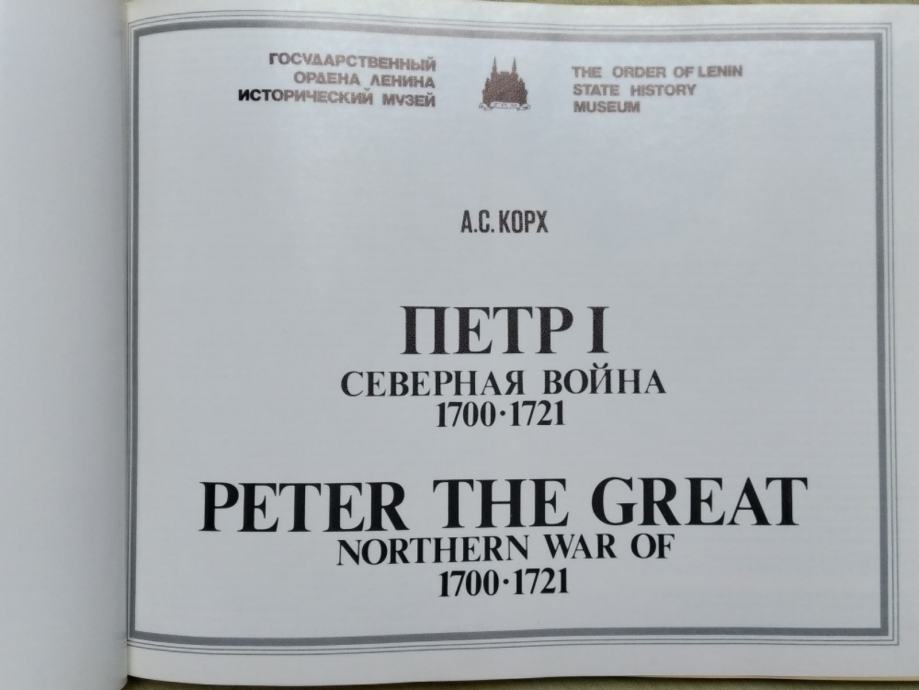 ГОСУДАРСТВЕННЫЙ
ОРДЕНА ЛЕНИНА
ИСТОРИЧЕСКИЙ МУЗЕЙ
THE ORDER OF LENIN
STATE HISTORY
MUSEUM
А.С. КОРХ
ПЕТР I
СЕВЕРНАЯ ВОЙНА
1700·1721
PETER THE GREAT
NORTHERN WAR OF
1700·1721